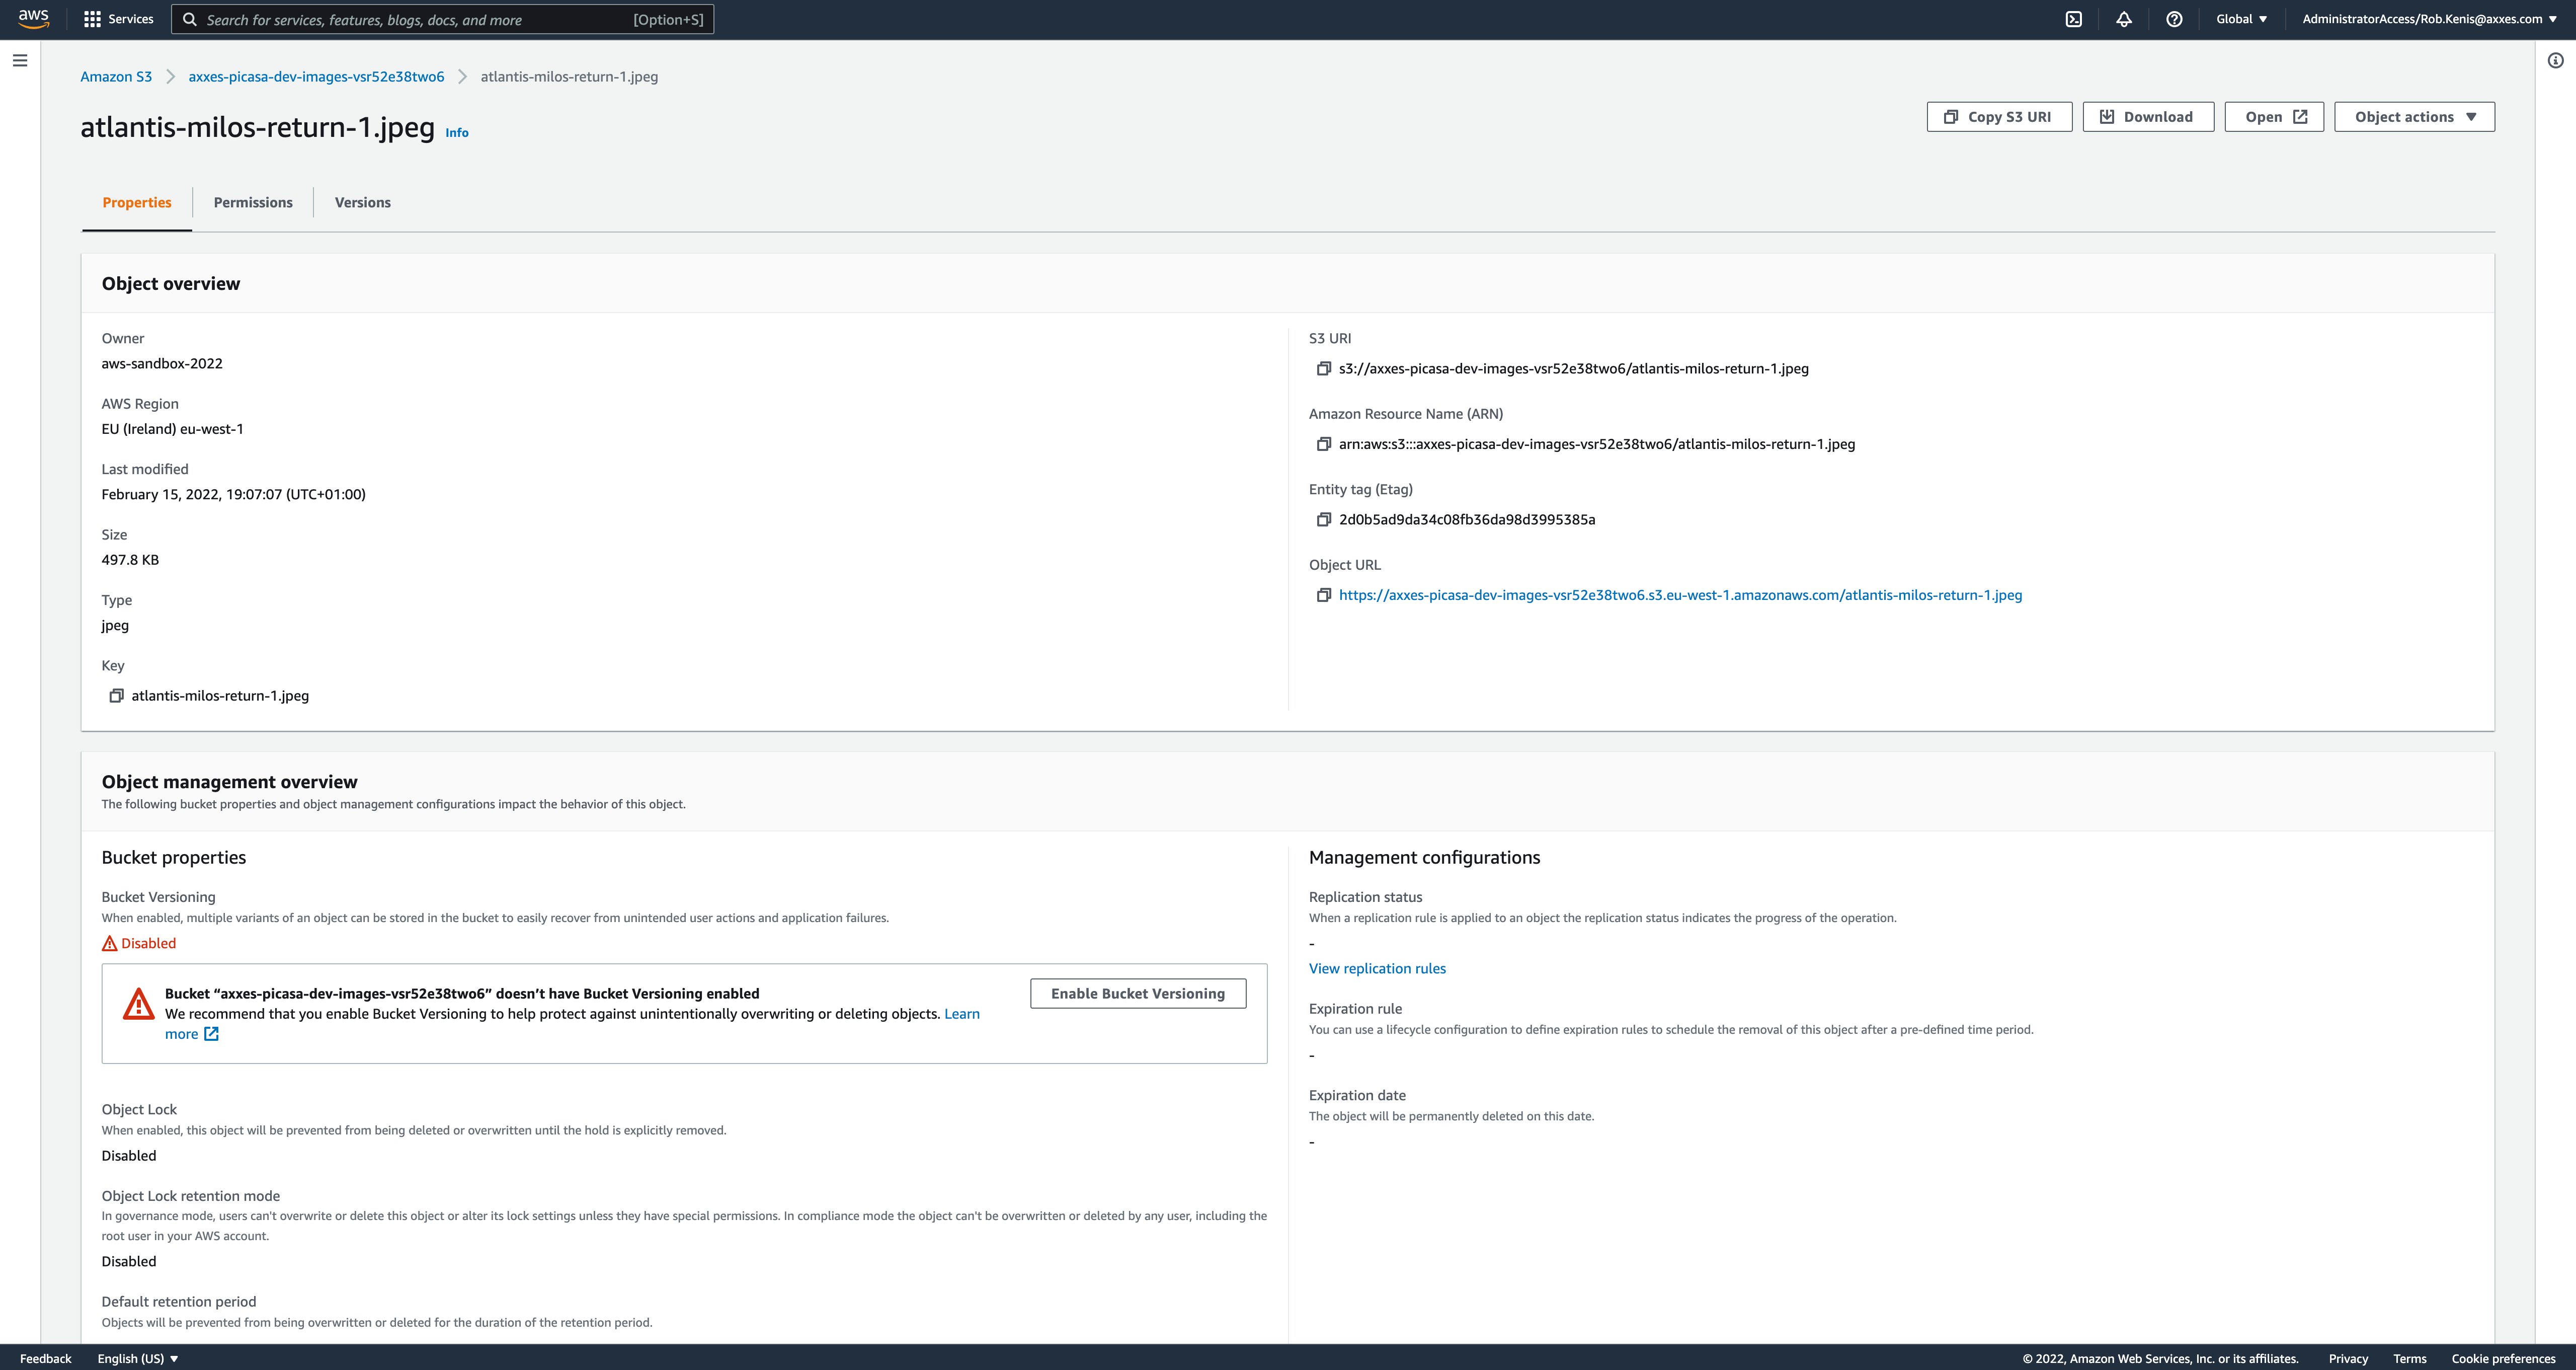 aws
Services
Search for services, features, blogs, docs, and more [Option+S]
Global
AdministratorAccess/Rob.Kenis@axxes.com
Amazon S3
axxes-picasa-dev-images-vsr52e38two6
atlantis-milos-return-1.jpeg
atlantis-milos-return-1.jpeg Info
Copy S3 URI
Download
Open
Object actions
Properties
Permissions
Versions
Object overview
Owner
aws-sandbox-2022
AWS Region
EU (Ireland) eu-west-1
Last modified
February 15, 2022, 19:07:07 (UTC+01:00)
Size
497.8 KB
Type
jpeg
Key
atlantis-milos-return-1.jpeg
S3 URI
s3://axxes-picasa-dev-images-vsr52e38two6/atlantis-milos-return-1.jpeg
Amazon Resource Name (ARN)
arn:aws:s3:::axxes-picasa-dev-images-vsr52e38two6/atlantis-milos-return-1.jpeg
Entity tag (Etag)
2d0b5ad9da34c08fb36da98d3995385a
Object URL
https://axxes-picasa-dev-images-vsr52e38two6.s3.eu-west-1.amazonaws.com/atlantis-milos-return-1.jpeg
Object management overview
The following bucket properties and object management configurations impact the behavior of this object.
Bucket properties
Bucket Versioning
When enabled, multiple variants of an object can be stored in the bucket to easily recover from unintended user actions and application failures.
Disabled
Bucket “axxes-picasa-dev-images-vsr52e38two6” doesn’t have Bucket Versioning enabled
We recommend that you enable Bucket Versioning to help protect against unintentionally overwriting or deleting objects. Learn
more
Enable Bucket Versioning
Object Lock
When enabled, this object will be prevented from being deleted or overwritten until the hold is explicitly removed.
Disabled
Object Lock retention mode
In governance mode, users can't overwrite or delete this object or alter its lock settings unless they have special permissions. In compliance mode the object can't be overwritten or deleted by any user, including the
root user in your AWS account.
Disabled
Default retention period
Objects will be prevented from being overwritten or deleted for the duration of the retention period.
Management configurations
Replication status
When a replication rule is applied to an object the replication status indicates the progress of the operation.
-
View replication rules
Expiration rule
You can use a lifecycle configuration to define expiration rules to schedule the removal of this object after a pre-defined time period.
-
Expiration date
The object will be permanently deleted on this date.
-
Feedback
English (US)
© 2022, Amazon Web Services, Inc. or its affiliates.
Privacy
Terms
Cookie preferences